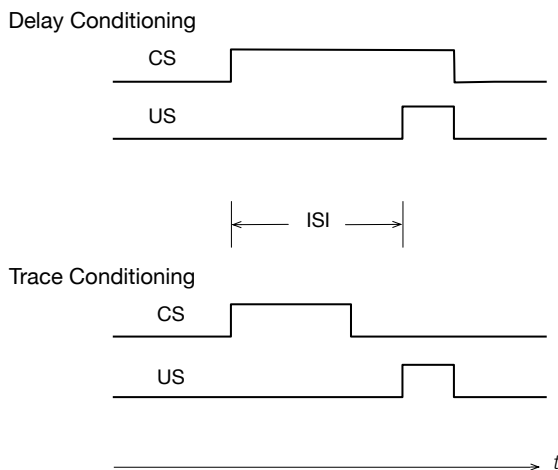 Delay Conditioning
CS
US
ISI
Trace Conditioning
CS
US
t